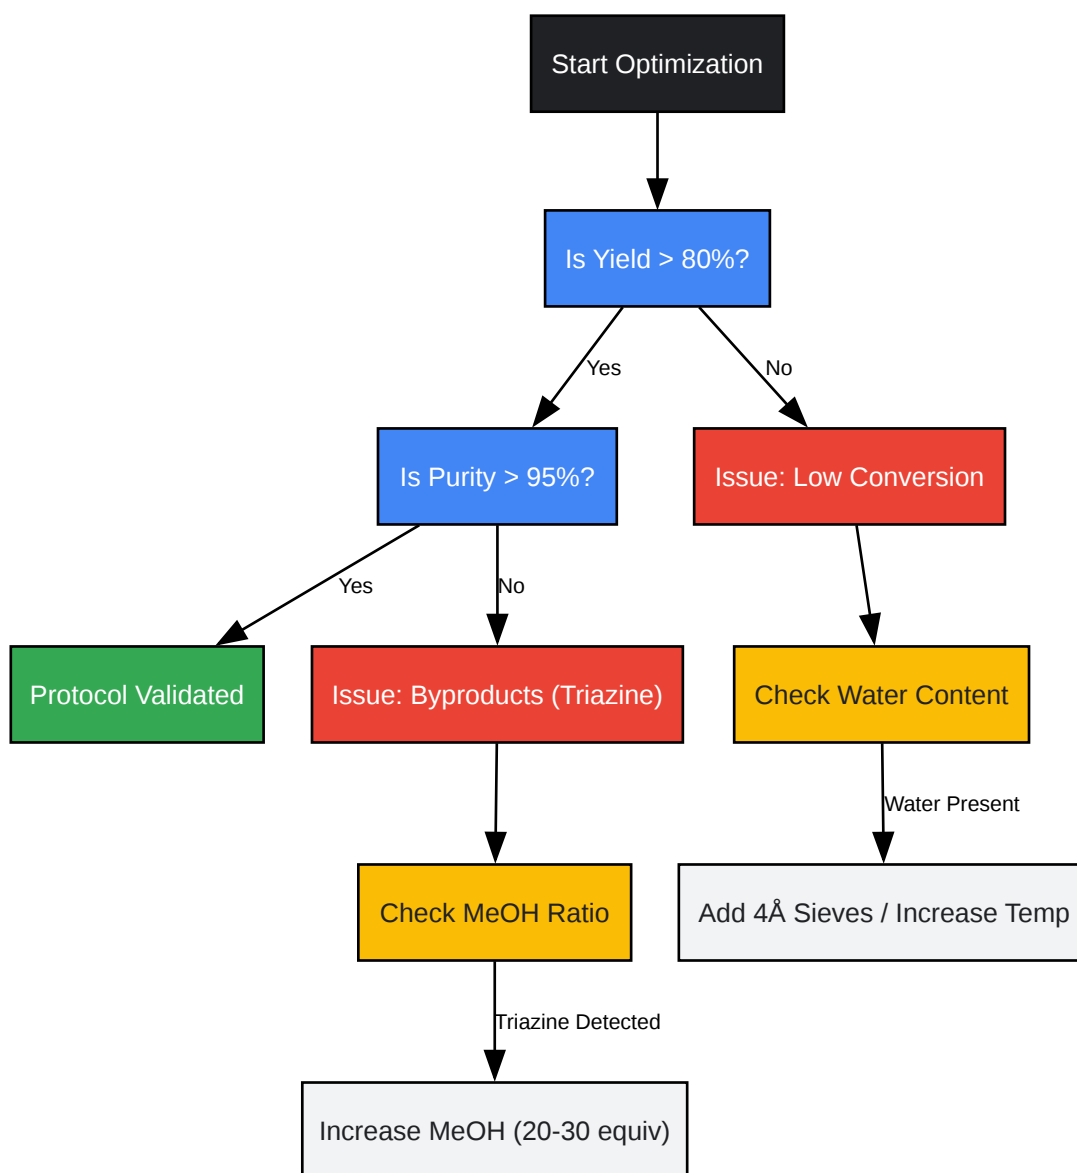 Start Optimization
Is Yield > 80%?
Yes
No
Is Purity > 95%?
Issue: Low Conversion
Yes
No
Protocol Validated
Issue: Byproducts (Triazine)
Check Water Content
Water Present
Check MeOH Ratio
Add 4Å Sieves / Increase Temp
Triazine Detected
Increase MeOH (20-30 equiv)